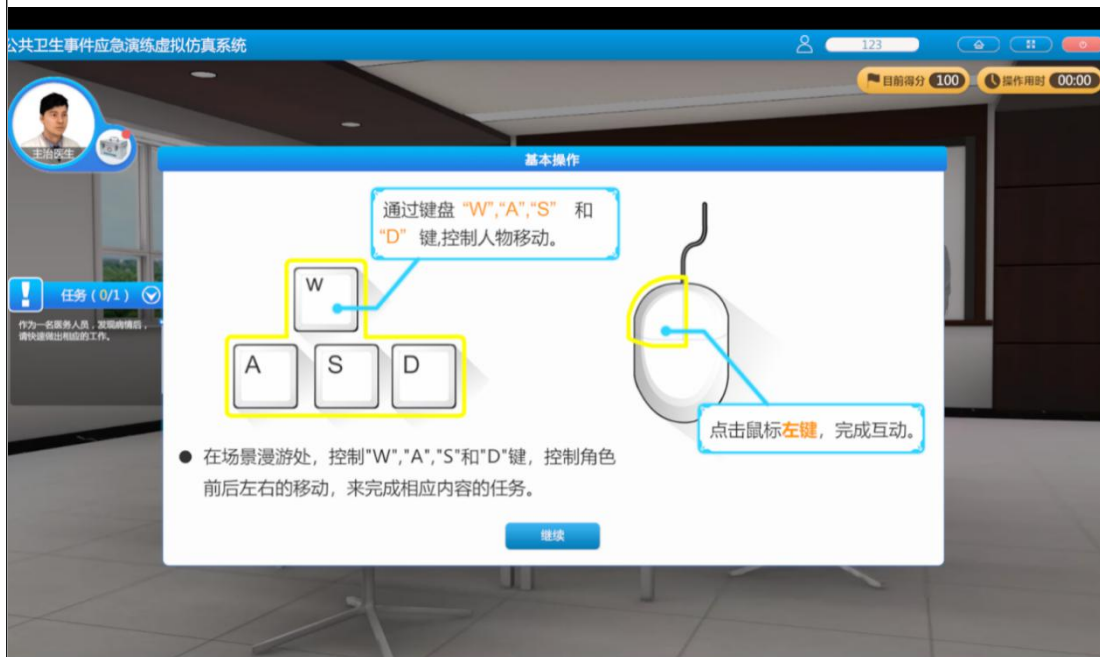 公共卫生事件应急演练虚拟仿真系统
123
目前得分 100
操作用时 00:00
主治医生
基本操作
通过键盘 “W”,“A”,“S” 和
“D” 键,控制人物移动。
W
A S D
任务（0/1）
作为一名医务人员，发现病情后，
请快速做出相应的工作。
点击鼠标左键，完成互动。
● 在场景漫游处，控制"W","A","S"和"D"键，控制角色
前后左右的移动，来完成相应内容的任务。
继续